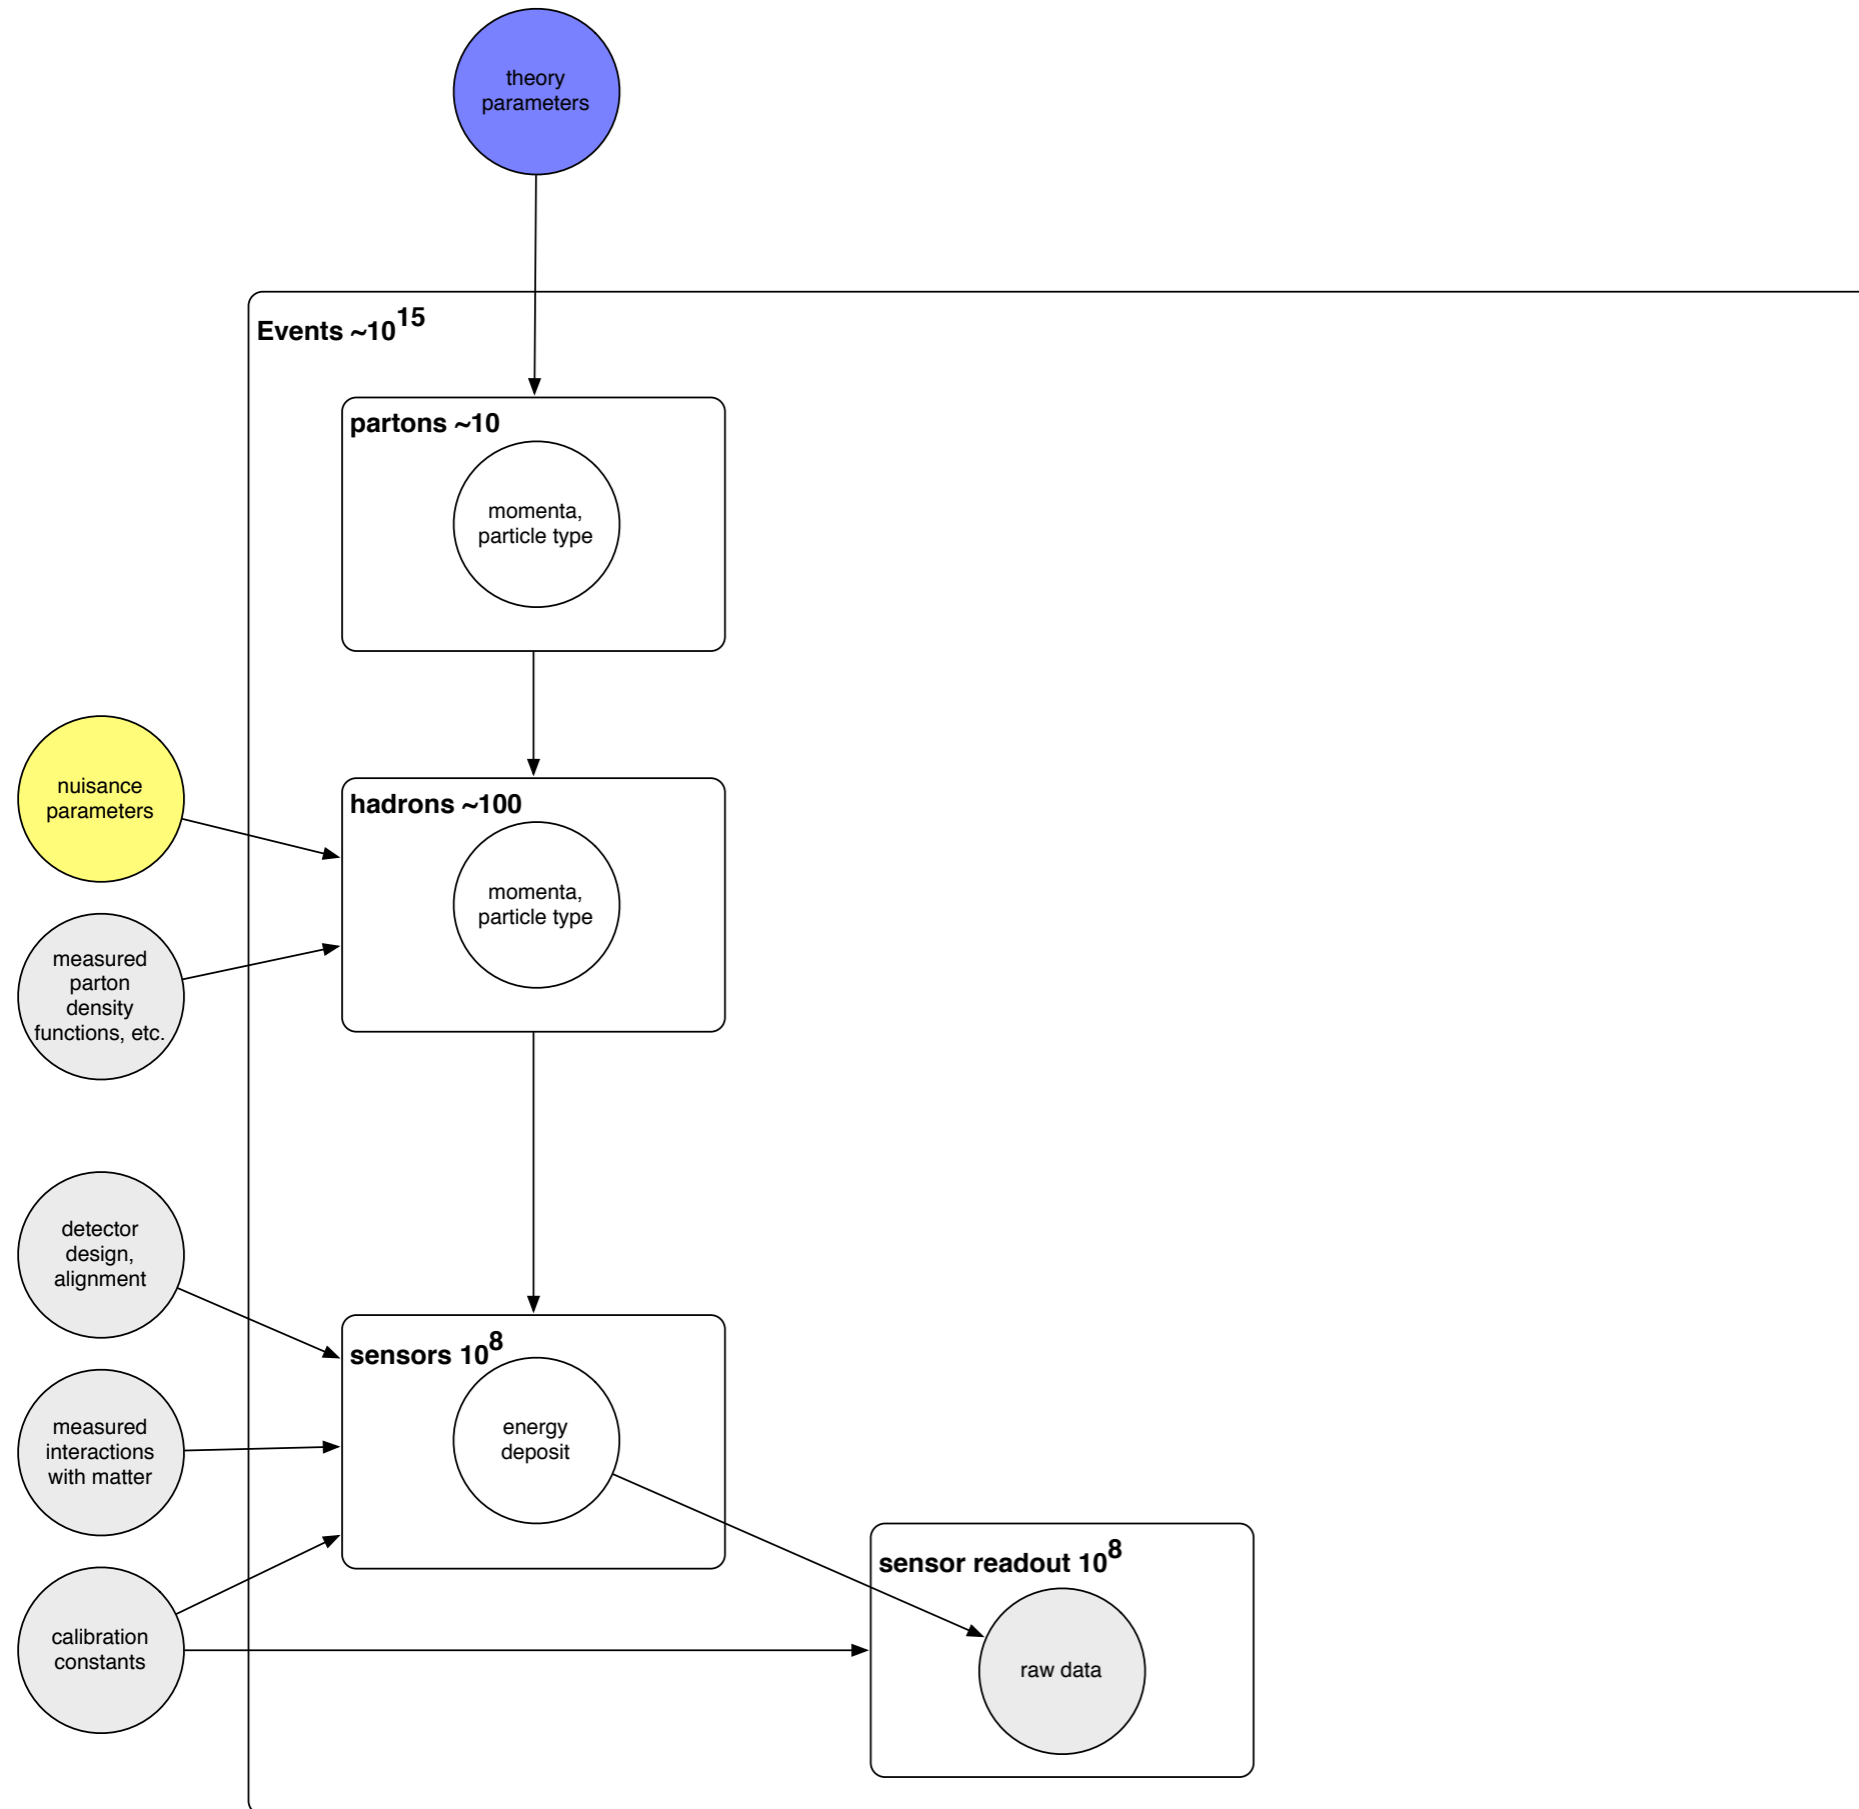 theory
parameters
Events ~10^15
partons ~10
momenta,
particle type
nuisance
parameters
hadrons ~100
momenta,
particle type
measured
parton
density
functions, etc.
detector
design,
alignment
sensors 10^8
energy
deposit
measured
interactions
with matter
sensor readout 10^8
raw data
calibration
constants